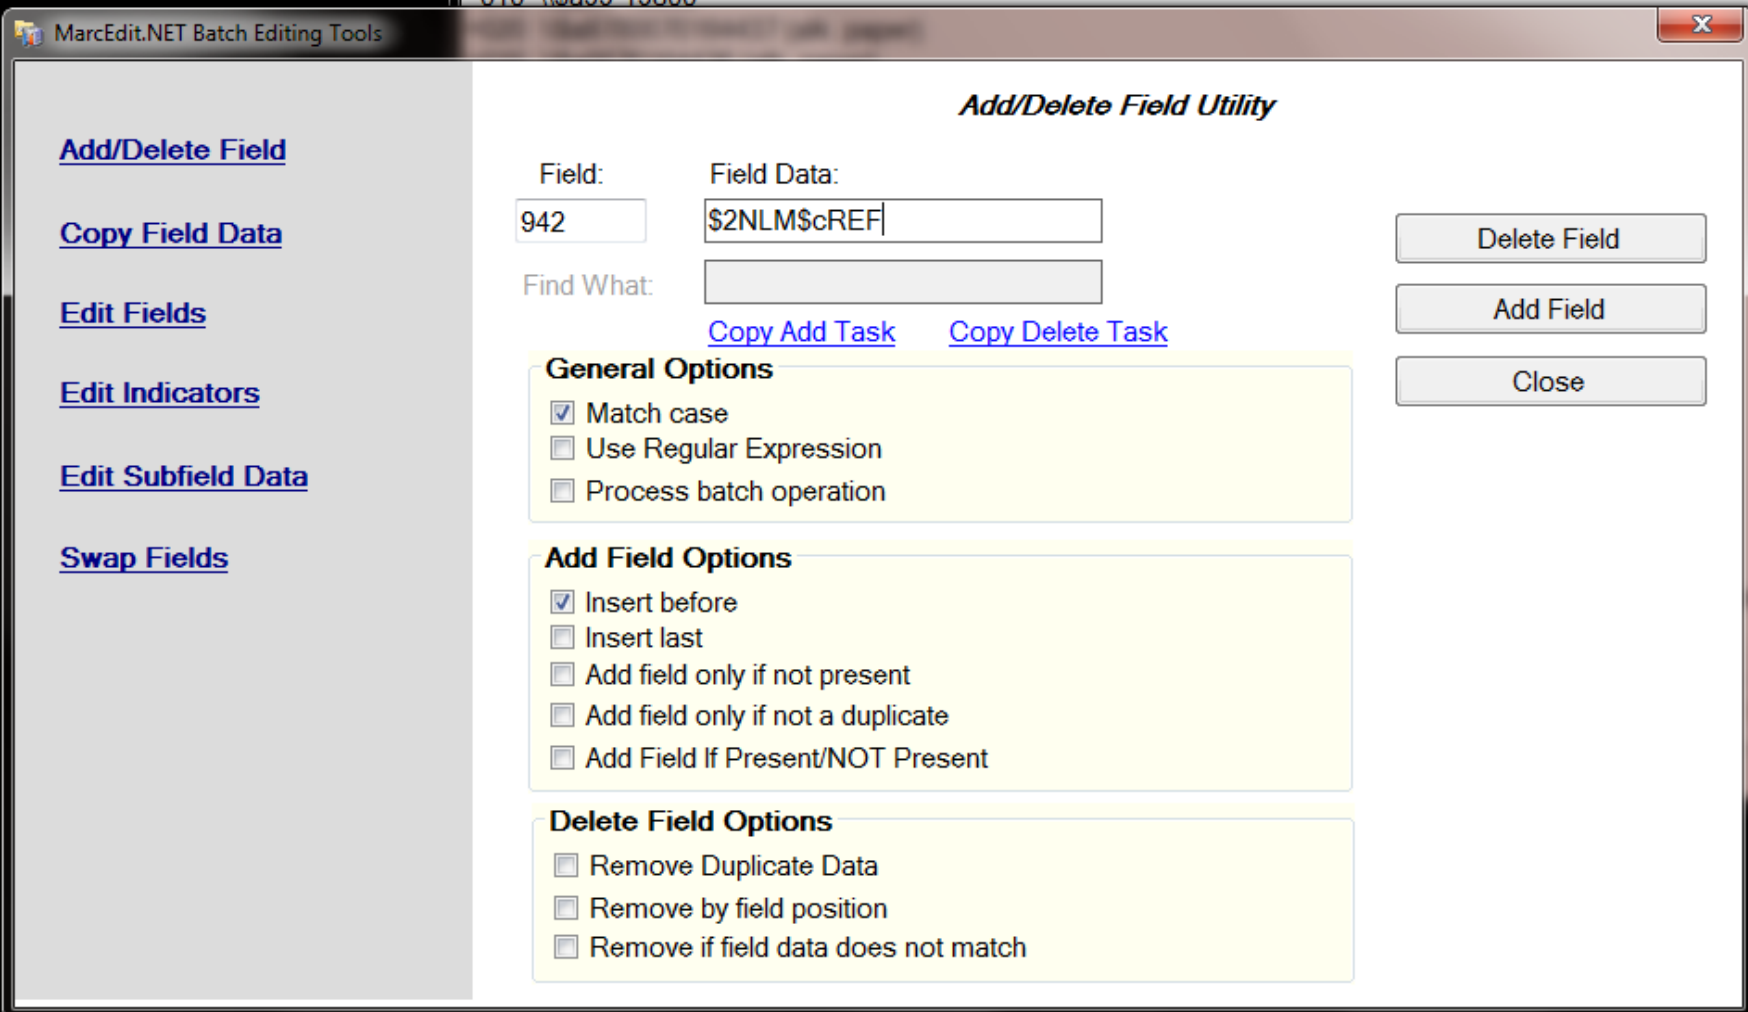 MarcEdit.NET Batch Editing Tools
Add/Delete Field Utility
Add/Delete Field
Copy Field Data
Edit Fields
Edit Indicators
Edit Subfield Data
Swap Fields
Field: Field Data:
942 $2NLM$cREF
Find What:
Copy Add Task Copy Delete Task
Delete Field
Add Field
Close
General Options
Match case
Use Regular Expression
Process batch operation
Add Field Options
Insert before
Insert last
Add field only if not present
Add field only if not a duplicate
Add Field If Present/NOT Present
Delete Field Options
Remove Duplicate Data
Remove by field position
Remove if field data does not match